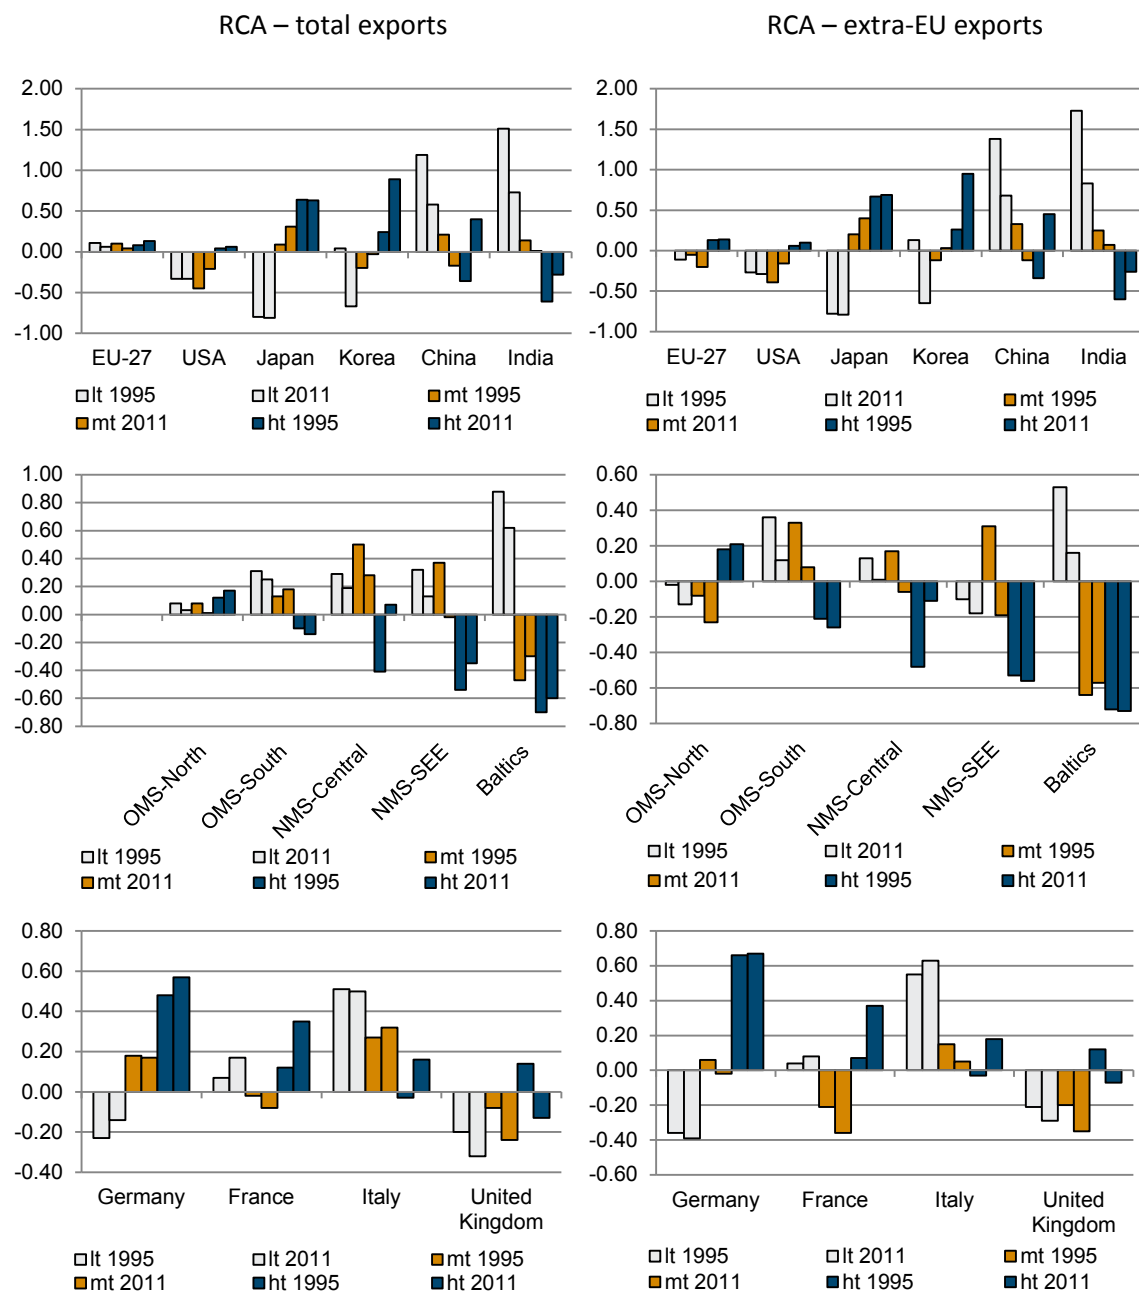 RCA – total exports
2.00
1.50
1.00
0.50
0.00
-0.50
-1.00
EU-27 USA Japan Korea China India
lt 1995 lt 2011 mt 1995
mt 2011 ht 1995 ht 2011
RCA – extra-EU exports
2.00
1.50
1.00
0.50
0.00
-0.50
-1.00
EU-27 USA Japan Korea China India
lt 1995 lt 2011 mt 1995
mt 2011 ht 1995 ht 2011
1.00
0.80
0.60
0.40
0.20
0.00
-0.20
-0.40
-0.60
-0.80
OMS-North OMS-South NMS-Central NMS-SEE Baltics
lt 1995 lt 2011 mt 1995
mt 2011 ht 1995 ht 2011
0.60
0.40
0.20
0.00
-0.20
-0.40
-0.60
-0.80
OMS-North OMS-South NMS-Central NMS-SEE Baltics
lt 1995 lt 2011 mt 1995
mt 2011 ht 1995 ht 2011
0.80
0.60
0.40
0.20
0.00
-0.20
-0.40
Germany France Italy United
Kingdom
lt 1995 lt 2011 mt 1995
mt 2011 ht 1995 ht 2011
0.80
0.60
0.40
0.20
0.00
-0.20
-0.40
-0.60
Germany France Italy United
Kingdom
lt 1995 lt 2011 mt 1995
mt 2011 ht 1995 ht 2011